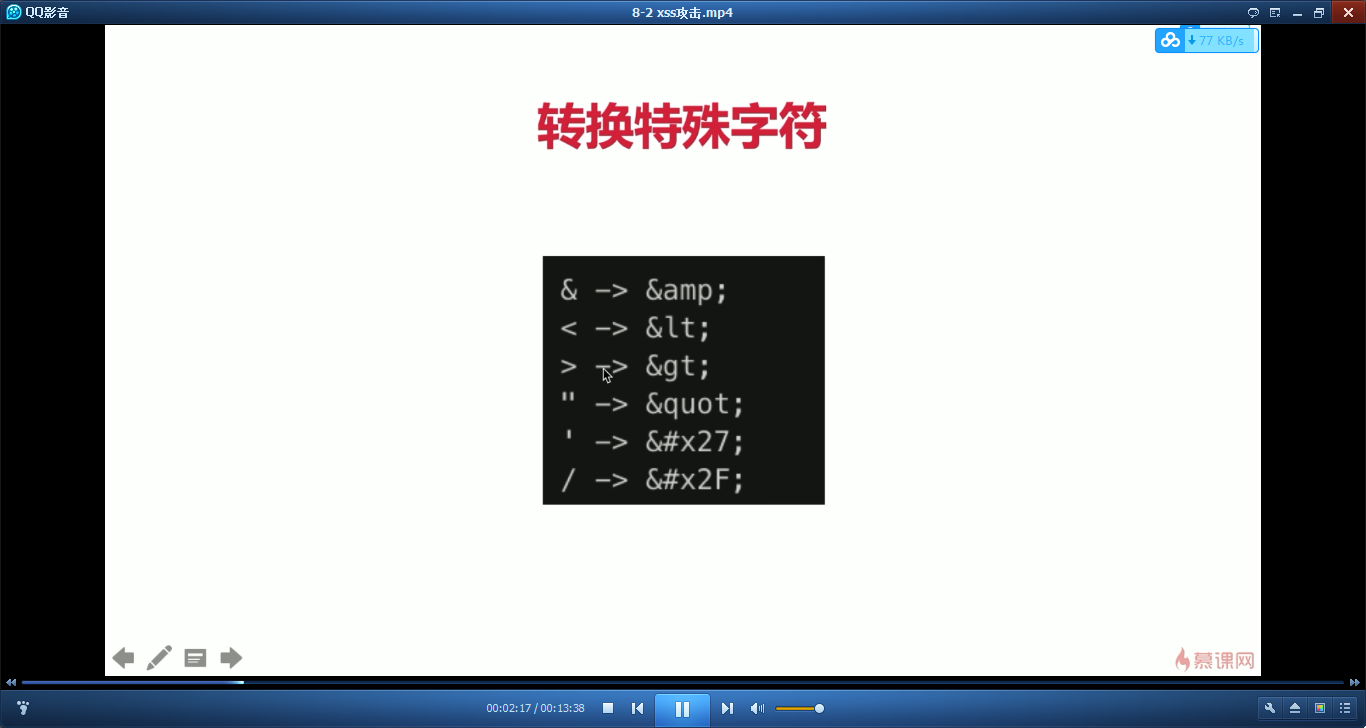 QQ影音
8-2 xss攻击.mp4
77 KB/s
转换特殊字符
& -> &amp;
< -> &lt;
> -> &gt;
" -> &quot;
' -> &#x27;
/ -> &#x2F;
慕课网
00:02:17 / 00:13:38